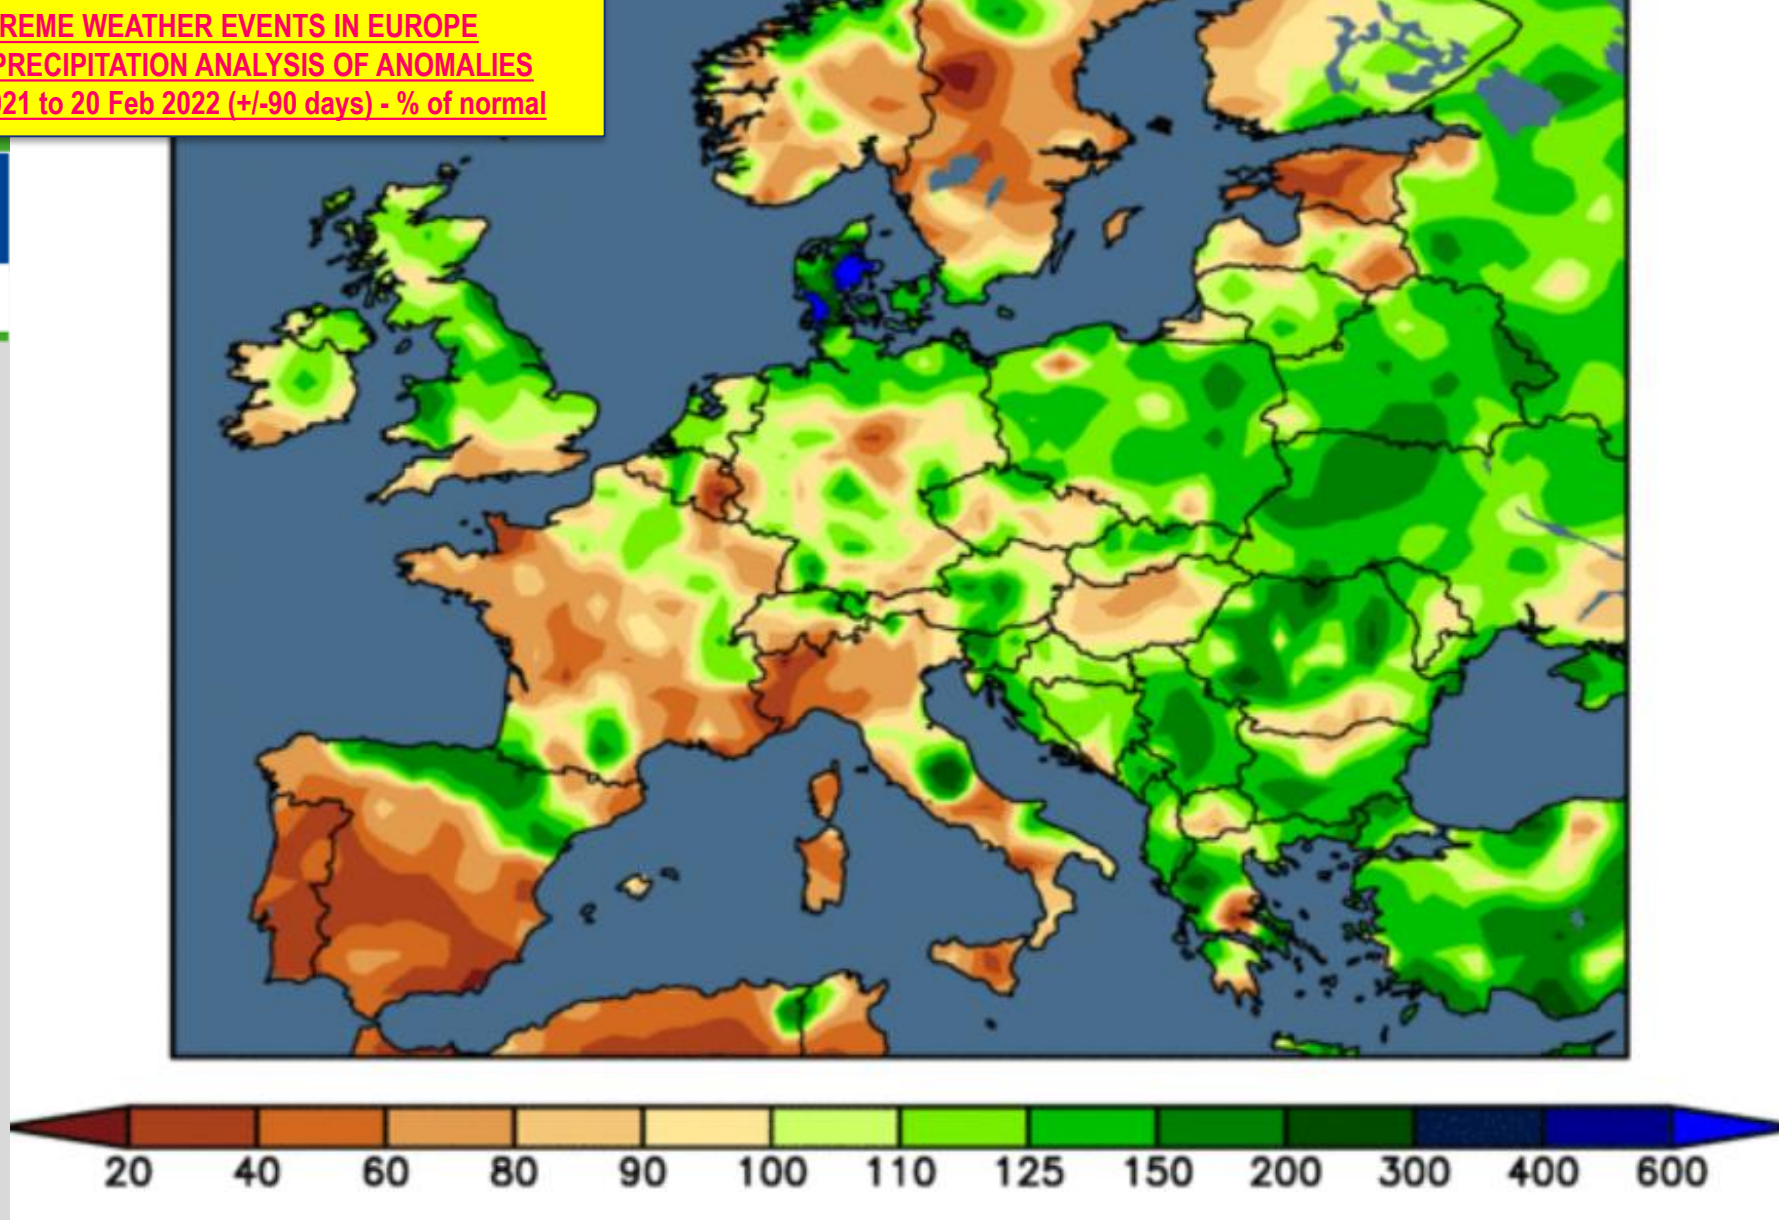 REME WEATHER EVENTS IN EUROPE
PRECIPITATION ANALYSIS OF ANOMALIES
021 to 20 Feb 2022 (+/-90 days) - % of normal
20 40 60 80 90 100 110 125 150 200 300 400 600